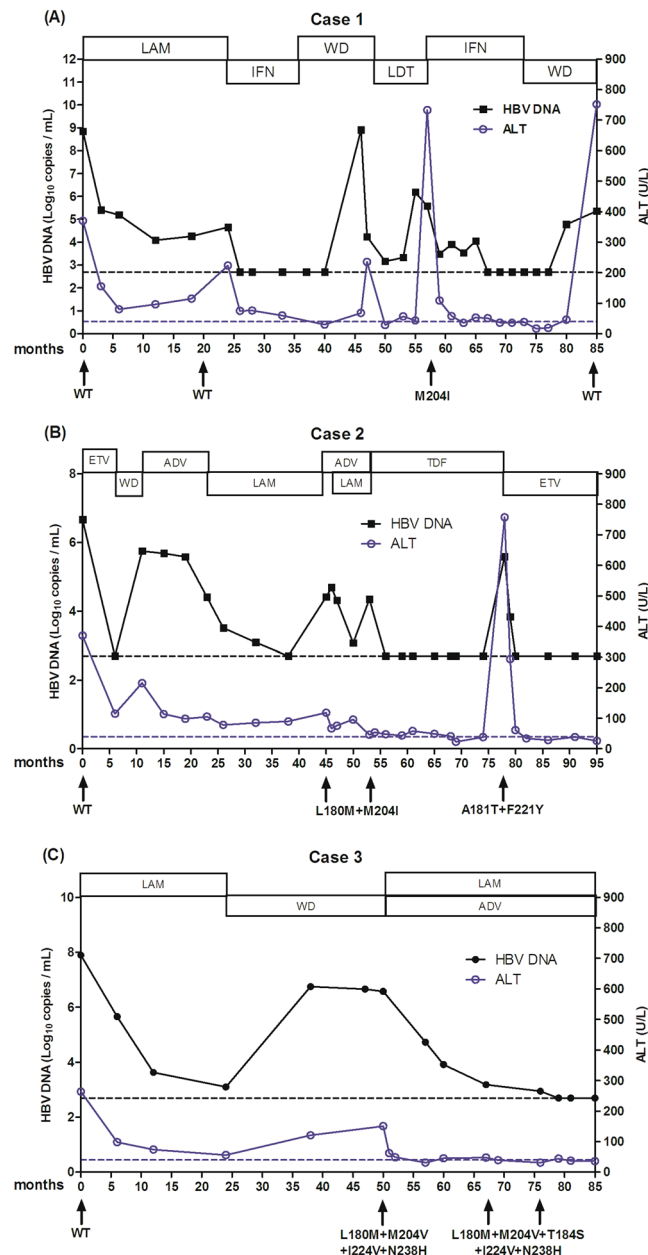 (A)
Case 1
LAM
WD
IFN
IFN
LDT
WD
HBV DNA (Log10 copies / mL)
12
11
10
9
8
7
6
5
4
3
2
1
0
HBV DNA
ALT
900
800
700
600
500
400
300
200
100
0
ALT (U/L)
months
0 5 10 15 20 25 30 35 40 45 50 55 60 65 70 75 80 85
WT
WT
M204I
WT
(B)
Case 2
ETV
ADV
ADV
TDF
WD
LAM
LAM
ETV
HBV DNA (Log10 copies / mL)
8
6
4
2
0
HBV DNA
ALT
900
800
700
600
500
400
300
200
100
0
ALT (U/L)
months
0 5 10 15 20 25 30 35 40 45 50 55 60 65 70 75 80 85 90 95
WT
L180M+M204I
A181T+F221Y
(C)
Case 3
LAM
LAM
WD
ADV
HBV DNA (Log10 copies / mL)
10
8
6
4
2
0
HBV DNA
ALT
900
800
700
600
500
400
300
200
100
0
ALT (U/L)
months
0 5 10 15 20 25 30 35 40 45 50 55 60 65 70 75 80 85
WT
L180M+M204V
+I224V+N238H
L180M+M204V+T184S
+I224V+N238H